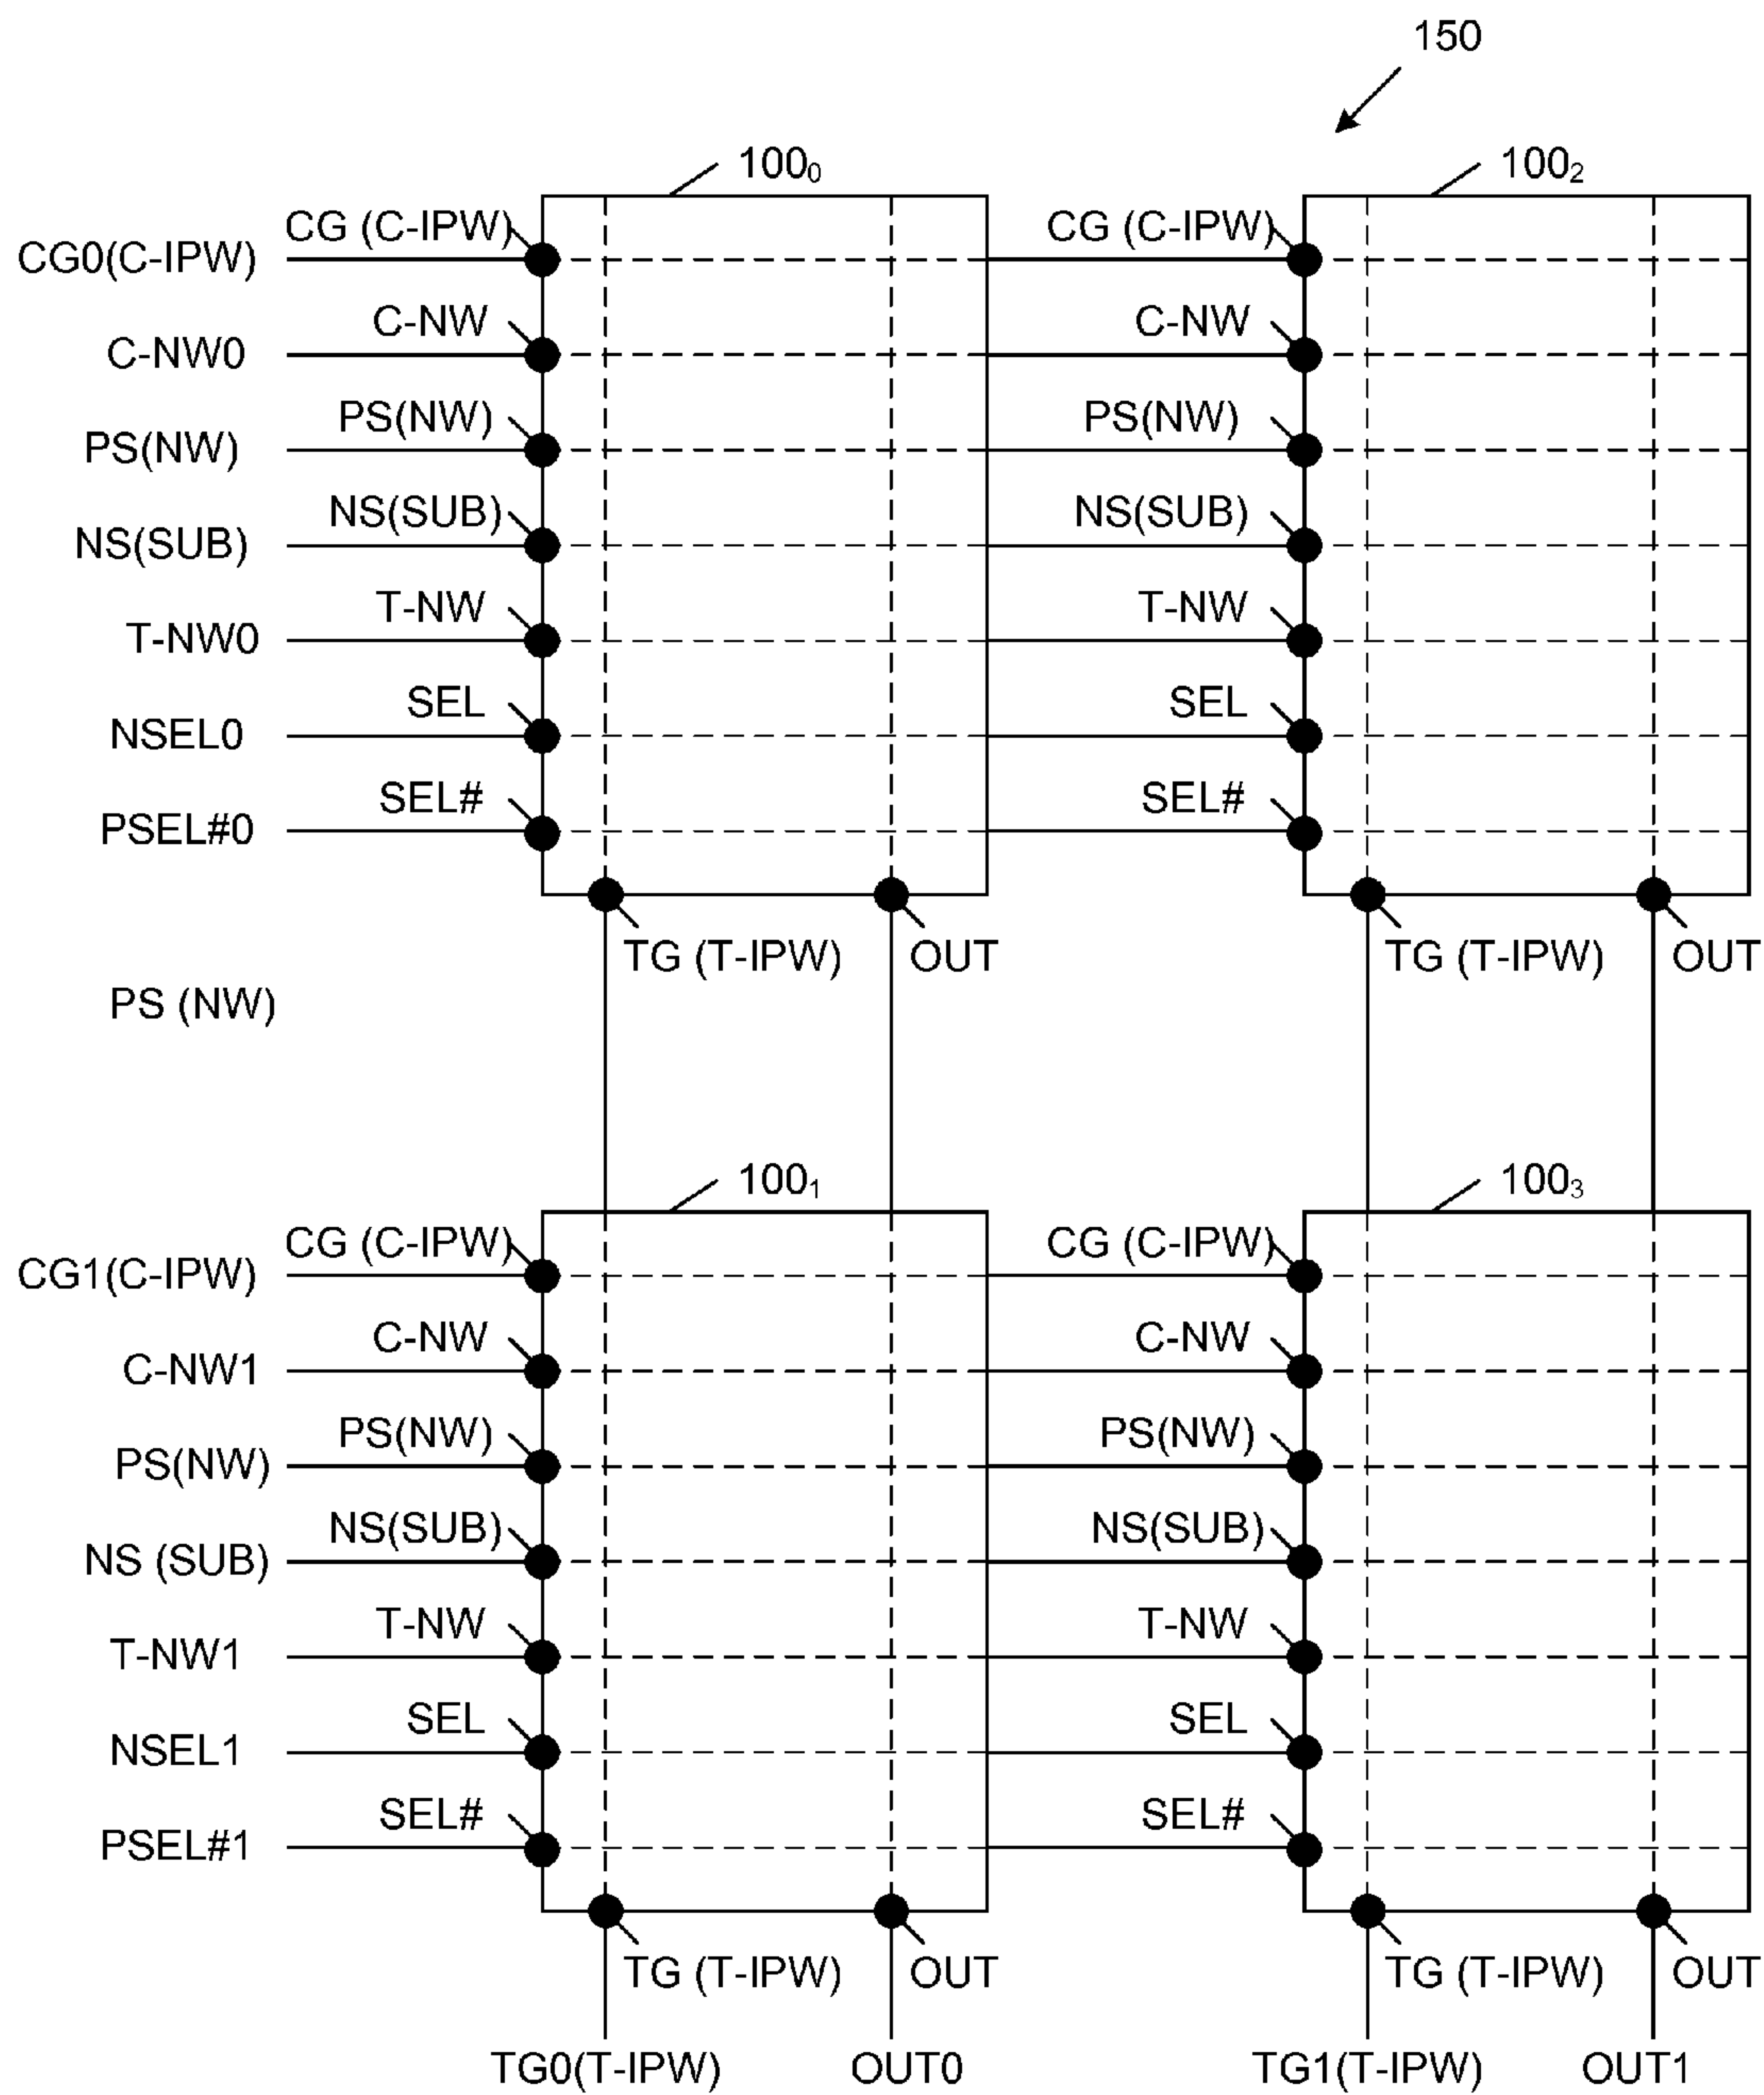 150
100₀
100₂
CG0(C-IPW)
CG (C-IPW)
CG (C-IPW)
C-NW0
C-NW
C-NW
PS(NW)
PS(NW)
PS(NW)
NS(SUB)
NS(SUB)
NS(SUB)
T-NW0
T-NW
T-NW
NSEL0
SEL
SEL
PSEL#0
SEL#
SEL#
TG (T-IPW)
OUT
TG (T-IPW)
OUT
PS (NW)
100₁
100₃
CG1(C-IPW)
CG (C-IPW)
CG (C-IPW)
C-NW1
C-NW
C-NW
PS(NW)
PS(NW)
PS(NW)
NS (SUB)
NS(SUB)
NS(SUB)
T-NW1
T-NW
T-NW
NSEL1
SEL
SEL
PSEL#1
SEL#
SEL#
TG (T-IPW)
OUT
TG (T-IPW)
OUT
TG0(T-IPW)
OUT0
TG1(T-IPW)
OUT1